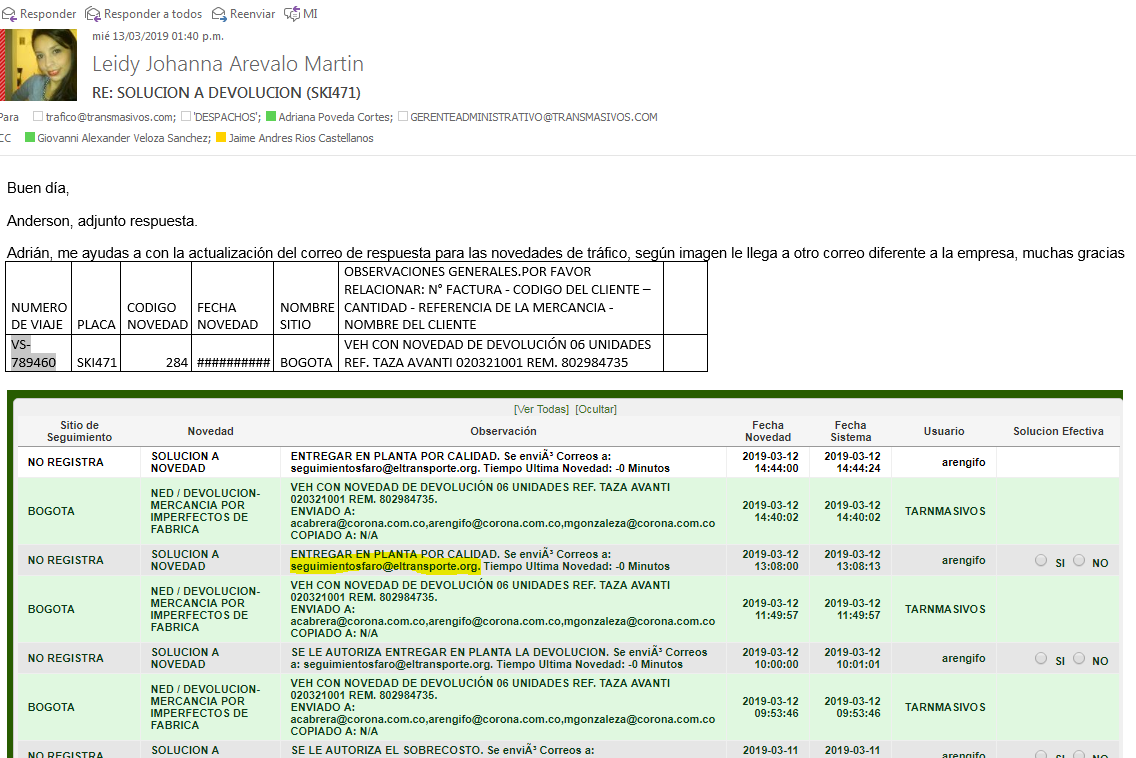 Responder Responder a todos Reenviar MI
mié 13/03/2019 01:40 p.m.
Leidy Johanna Arevalo Martin
RE: SOLUCION A DEVOLUCION (SKI471)
Para trafico@transmasivos.com; 'DESPACHOS'; Adriana Poveda Cortes; GERENTEADMINISTRATIVO@TRANSMASIVOS.COM
CC Giovanni Alexander Veloza Sanchez; Jaime Andres Rios Castellanos
Buen día,
Anderson, adjunto respuesta.
Adrián, me ayudas a con la actualización del correo de respuesta para las novedades de tráfico, según imagen le llega a otro correo diferente a la empresa, muchas gracias
NUMERO DE VIAJE PLACA CODIGO NOVEDAD FECHA NOVEDAD NOMBRE SITIO
OBSERVACIONES GENERALES.POR FAVOR
RELACIONAR: N° FACTURA - CODIGO DEL CLIENTE –
CANTIDAD - REFERENCIA DE LA MERCANCIA -
NOMBRE DEL CLIENTE
VS-
789460 SKI471 284 ########## BOGOTA
VEH CON NOVEDAD DE DEVOLUCIÓN 06 UNIDADES
REF. TAZA AVANTI 020321001 REM. 802984735
[Ver Todas] [Ocultar]
Sitio de Seguimiento Novedad Observación Fecha Novedad Fecha Sistema Usuario Solucion Efectiva
NO REGISTRA
SOLUCION A
NOVEDAD
ENTREGAR EN PLANTA POR CALIDAD. Se enviÃ³ Correos a:
seguimientosfaro@eltransporte.org. Tiempo Ultima Novedad: -0 Minutos
2019-03-12
14:44:00
2019-03-12
14:44:24
arengifo
BOGOTA
NED / DEVOLUCION-
MERCANCIA POR
IMPERFECTOS DE
FABRICA
VEH CON NOVEDAD DE DEVOLUCIÓN 06 UNIDADES REF. TAZA AVANTI
020321001 REM. 802984735.
ENVIADO A:
acabrera@corona.com.co,arengifo@corona.com.co,mgonzaleza@corona.com.co
COPIADO A: N/A
2019-03-12
14:40:02
2019-03-12
14:40:02
TARNMASIVOS
NO REGISTRA
SOLUCION A
NOVEDAD
ENTREGAR EN PLANTA POR CALIDAD. Se enviÃ³ Correos a:
seguimientosfaro@eltransporte.org. Tiempo Ultima Novedad: -0 Minutos
2019-03-12
13:08:00
2019-03-12
13:08:13
arengifo
SI NO
BOGOTA
NED / DEVOLUCION-
MERCANCIA POR
IMPERFECTOS DE
FABRICA
VEH CON NOVEDAD DE DEVOLUCIÓN 06 UNIDADES REF. TAZA AVANTI
020321001 REM. 802984735.
ENVIADO A:
acabrera@corona.com.co,arengifo@corona.com.co,mgonzaleza@corona.com.co
COPIADO A: N/A
2019-03-12
11:49:57
2019-03-12
11:49:57
TARNMASIVOS
NO REGISTRA
SOLUCION A
NOVEDAD
SE LE AUTORIZA ENTREGAR EN PLANTA LA DEVOLUCION. Se enviÃ³ Correos
a: seguimientosfaro@eltransporte.org. Tiempo Ultima Novedad: -0 Minutos
2019-03-12
10:00:00
2019-03-12
10:01:01
arengifo
SI NO
BOGOTA
NED / DEVOLUCION-
MERCANCIA POR
IMPERFECTOS DE
FABRICA
VEH CON NOVEDAD DE DEVOLUCIÓN 06 UNIDADES REF. TAZA AVANTI
020321001 REM. 802984735.
ENVIADO A:
acabrera@corona.com.co,arengifo@corona.com.co,mgonzaleza@corona.com.co
COPIADO A: N/A
2019-03-12
09:53:46
2019-03-12
09:53:46
TARNMASIVOS
NO REGISTRA
SOLUCION A
SE LE AUTORIZA EL SOBRECOSTO. Se enviÃ³ Correos a:
2019-03-11
2019-03-11
arengifo
SI NO